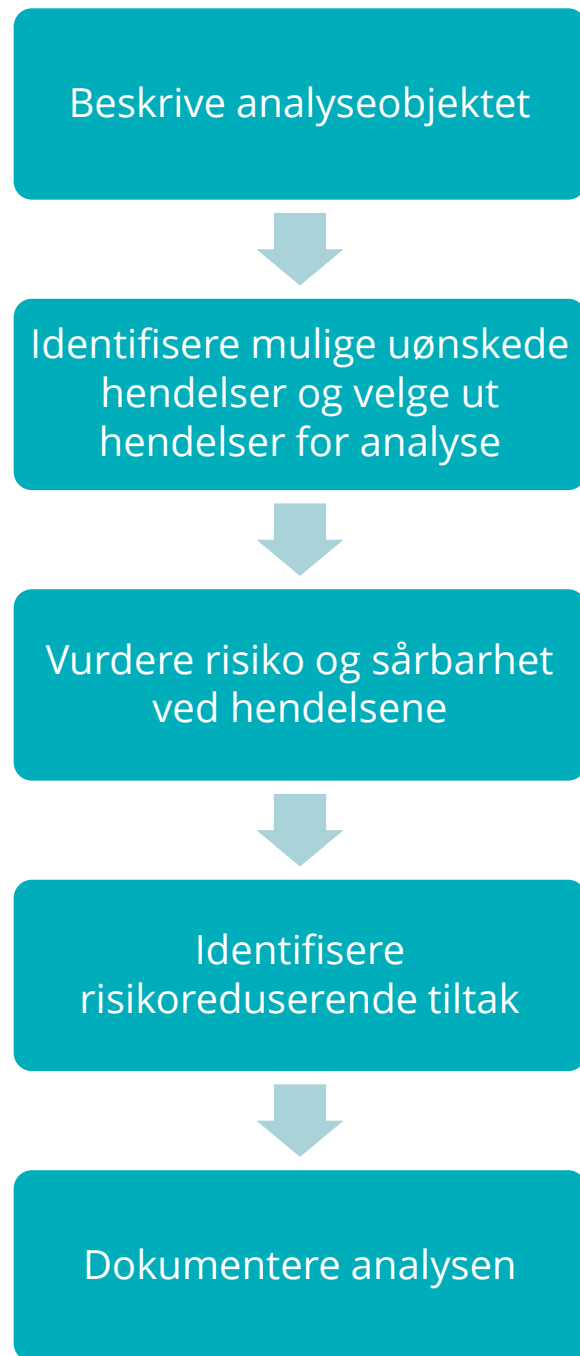 Beskrive analyseobjektet
Identifisere mulige uønskede
hendelser og velge ut
hendelser for analyse
Vurdere risiko og sårbarhet
ved hendelsene
Identifisere
risikoreduserende tiltak
Dokumentere analysen